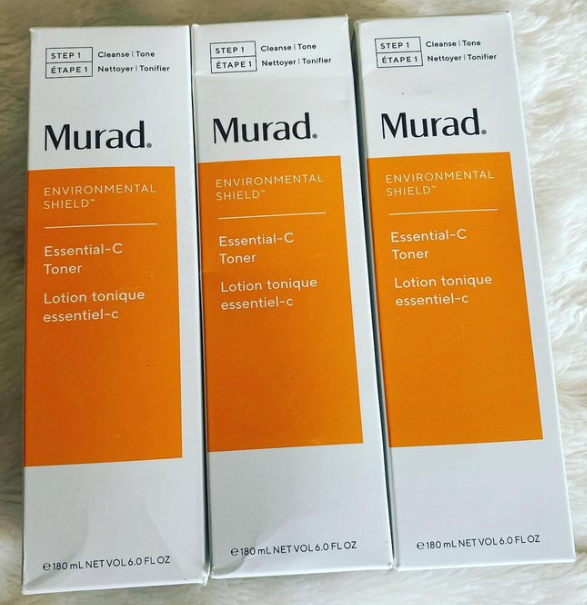 STEP 1 Cleanse | Tone
ÉTAPE 1 Nettoyer | Tonifier
Murad.
ENVIRONMENTAL
SHIELD™
Essential-C
Toner
Lotion tonique
essentiel-c
℮ 180 mL NET VOL 6.0 FL OZ
STEP 1 Cleanse | Tone
ÉTAPE 1 Nettoyer | Tonifier
Murad.
ENVIRONMENTAL
SHIELD™
Essential-C
Toner
Lotion tonique
essentiel-c
℮ 180 mL NET VOL 6.0 FL OZ
STEP 1 Cleanse | Tone
ÉTAPE 1 Nettoyer | Tonifier
Murad.
ENVIRONMENTAL
SHIELD™
Essential-C
Toner
Lotion tonique
essentiel-c
℮ 180 mL NET VOL 6.0 FL OZ